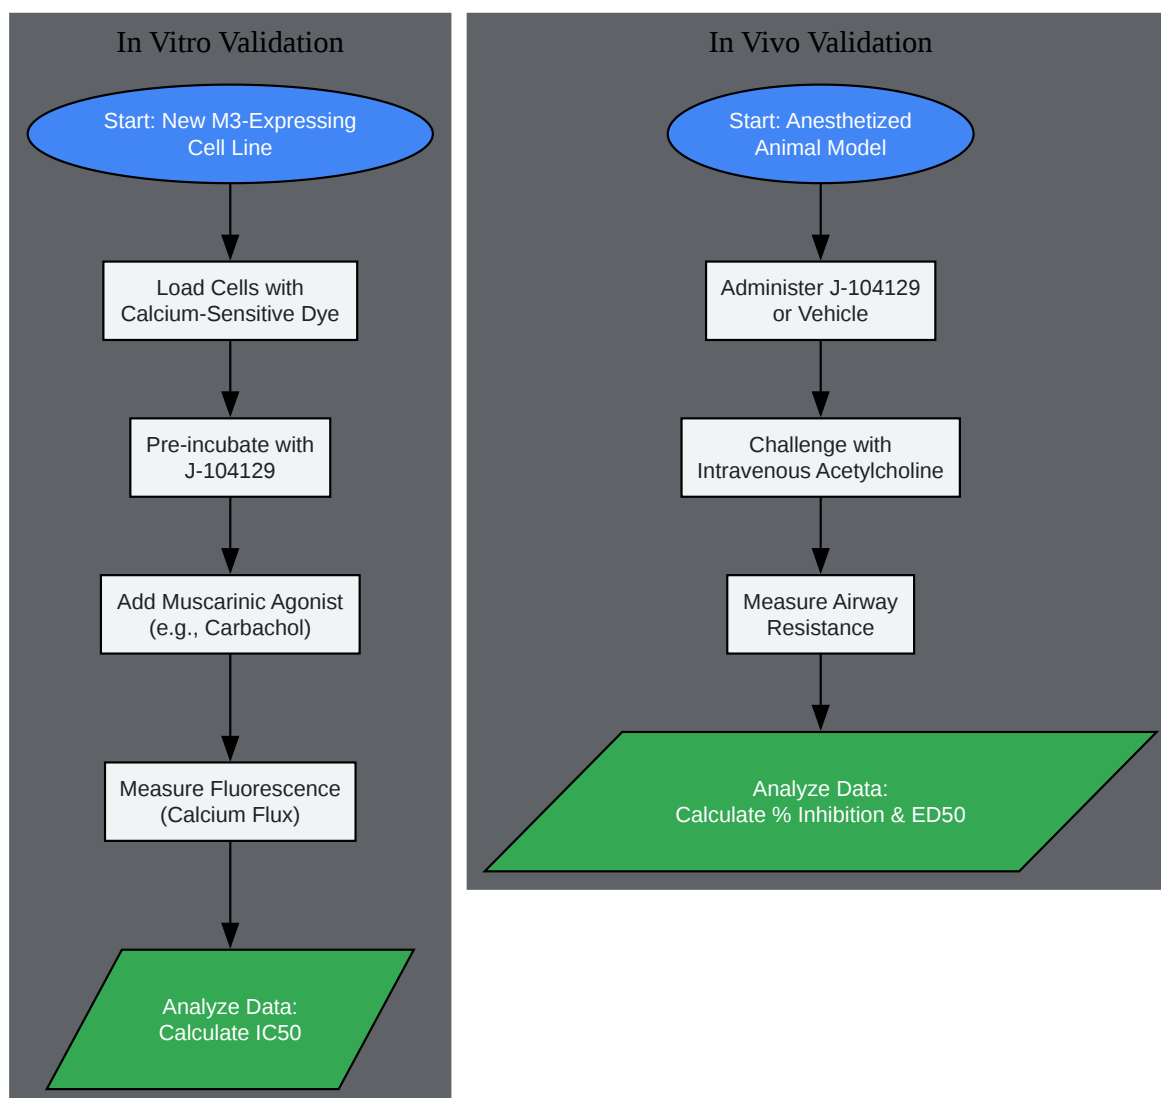 In Vitro Validation
Start: New M3-Expressing
Cell Line
Load Cells with
Calcium-Sensitive Dye
Pre-incubate with
J-104129
Add Muscarinic Agonist
(e.g., Carbachol)
Measure Fluorescence
(Calcium Flux)
Analyze Data:
Calculate IC50
In Vivo Validation
Start: Anesthetized
Animal Model
Administer J-104129
or Vehicle
Challenge with
Intravenous Acetylcholine
Measure Airway
Resistance
Analyze Data:
Calculate % Inhibition & ED50